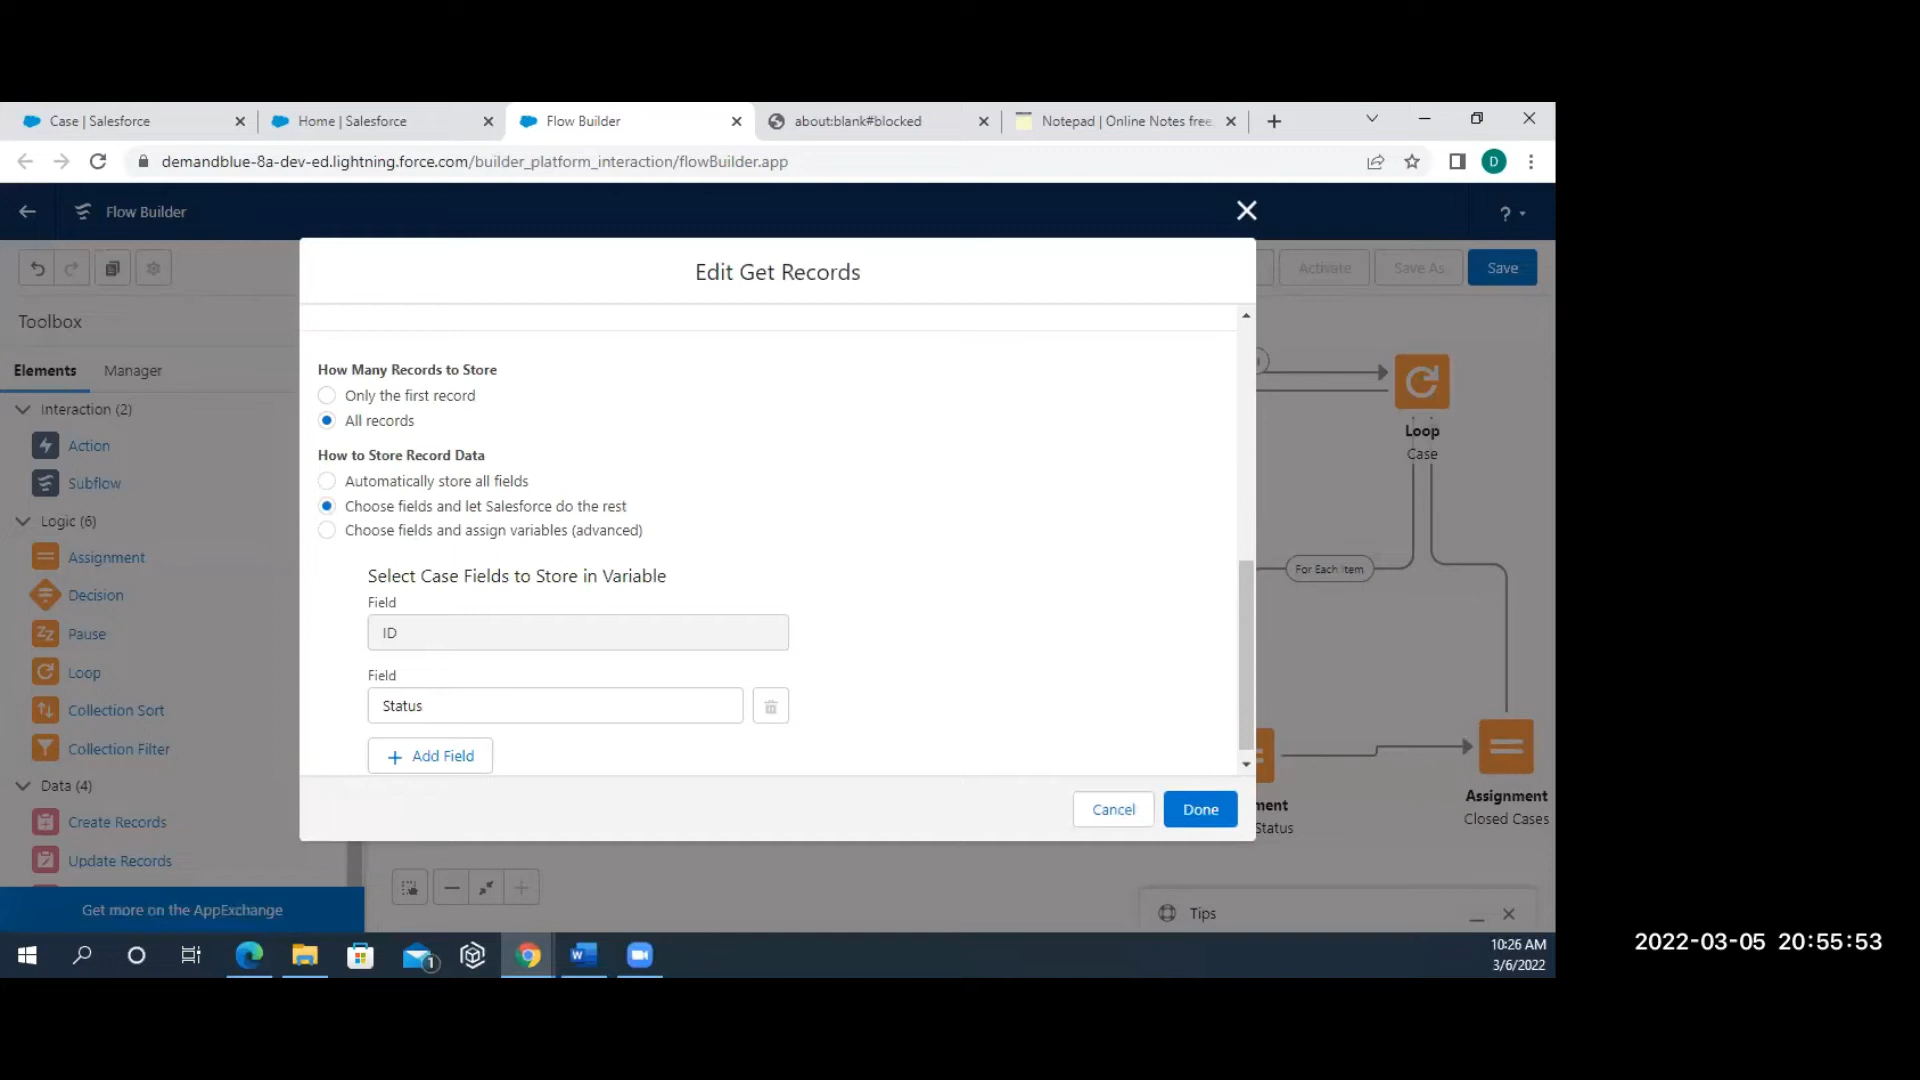 Case | Salesforce
Home | Salesforce
Flow Builder
about:blank#blocked
Notepad | Online Notes free
demandblue-8a-dev-ed.lightning.force.com/builder_platform_interaction/flowBuilder.app
D
Flow Builder
?
Edit Get Records
Activate
Save As
Save
Toolbox
Elements
Manager
Interaction (2)
Action
Subflow
Logic (6)
Assignment
Decision
Pause
Loop
Collection Sort
Collection Filter
Data (4)
Create Records
Update Records
Get more on the AppExchange
How Many Records to Store
Only the first record
All records
How to Store Record Data
Automatically store all fields
Choose fields and let Salesforce do the rest
Choose fields and assign variables (advanced)
Select Case Fields to Store in Variable
Field
ID
Field
Status
Add Field
Cancel
Done
Loop
Case
For Each Item
Status
Assignment
Closed Cases
Tips
1
10:26 AM
3/6/2022
2022-03-05 20:55:53